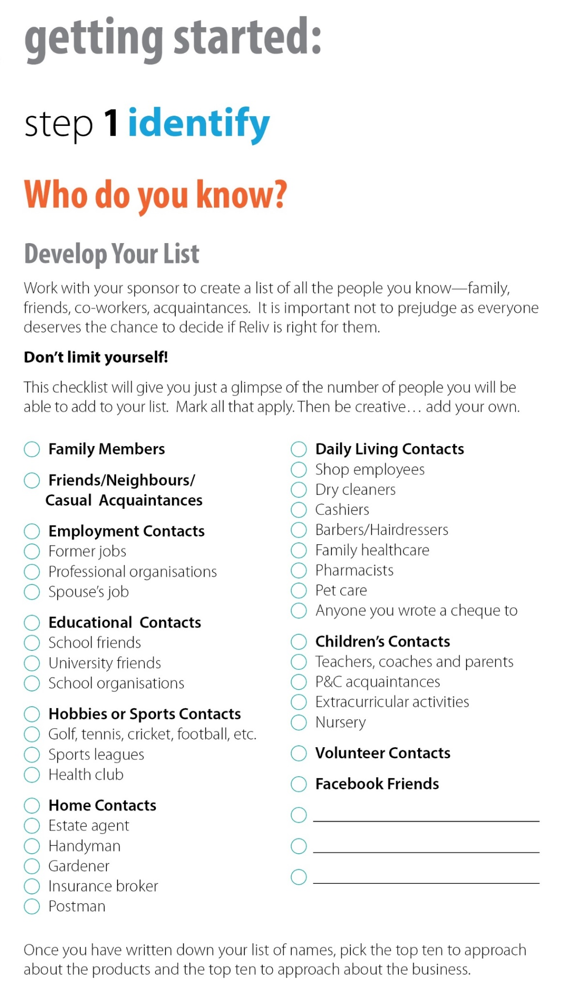 getting started:
step 1 identify
Who do you know?
Develop Your List
Work with your sponsor to create a list of all the people you know—family,
friends, co-workers, acquaintances.  It is important not to prejudge as everyone
deserves the chance to decide if Reliv is right for them.
Don’t limit yourself!
This checklist will give you just a glimpse of the number of people you will be
able to add to your list.  Mark all that apply. Then be creative… add your own.
Family Members
Friends/Neighbours/
Casual  Acquaintances
Employment Contacts
Former jobs
Professional organisations
Spouse’s job
Educational  Contacts
School friends
University friends
School organisations
Hobbies or Sports Contacts
Golf, tennis, cricket, football, etc.
Sports leagues
Health club
Home Contacts
Estate agent
Handyman
Gardener
Insurance broker
Postman
Daily Living Contacts
Shop employees
Dry cleaners
Cashiers
Barbers/Hairdressers
Family healthcare
Pharmacists
Pet care
Anyone you wrote a cheque to
Children’s Contacts
Teachers, coaches and parents
P&C acquaintances
Extracurricular activities
Nursery
Volunteer Contacts
Facebook Friends
Once you have written down your list of names, pick the top ten to approach
about the products and the top ten to approach about the business.